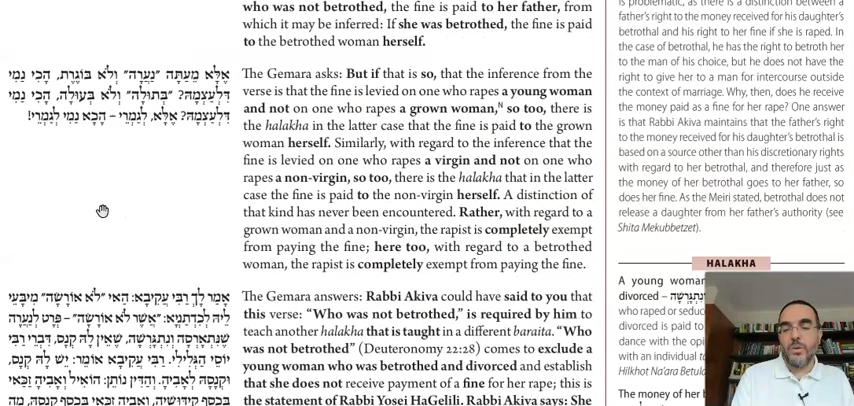 who was not betrothed, the fine is paid to her father, from
which it may be inferred: If she was betrothed, the fine is paid
to the betrothed woman herself.
אֶלָּא מֵעַתָּה ״נַעֲרָה״ וְלֹא בּוֹגֶרֶת, הָכִי נַמִי
דִּלְעַצְמָהּ? ״בְּתוּלָה״ וְלֹא בְּעוּלָה, הָכִי נַמִי
דִּלְעַצְמָהּ? אֶלָּא, לִגְמָרֵי – הָכָא נַמִי לִגְמָרֵי!
The Gemara asks: But if that is so, that the inference from the
verse is that the fine is levied on one who rapes a young woman
and not on one who rapes a grown woman,N so too, there is
the halakha in the latter case that the fine is paid to the grown
woman herself. Similarly, with regard to the inference that the
fine is levied on one who rapes a virgin and not on one who
rapes a non-virgin, so too, there is the halakha that in the latter
case the fine is paid to the non-virgin herself. A distinction of
that kind has never been encountered. Rather, with regard to a
grown woman and a non-virgin, the rapist is completely exempt
from paying the fine; here too, with regard to a betrothed
woman, the rapist is completely exempt from paying the fine.
אָמַר לָךְ רַבִּי עֲקִיבָא: הַאי ״לֹא אוֹרָשָׂה״ מִיבָּעֵי
לֵיהּ לְכִדְתַנְיָא: ״אֲשֶׁר לֹא אוֹרָשָׂה״ – פְּרָט לְנַעֲרָה
שֶׁנִּתְאָרְסָה וְנִתְגָּרְשָׁה, שֶׁאֵין לָהּ קְנָס, דִּבְרֵי רַבִּי
יוֹסֵי הַגְּלִילִי. רַבִּי עֲקִיבָא אוֹמֵר: יֵשׁ לָהּ קְנָס,
וּקְנָסָהּ לְאָבִיהָ. וְהַדִּין נוֹתֵן: הוֹאִיל וְאָבִיהָ זַכַּאי
בְּכֶסֶף קִידּוּשֶׁיהָ, וְאָבִיהָ זַכַּאי בְּכֶסֶף קְנָסָהּ, מָה
The Gemara answers: Rabbi Akiva could have said to you that
this verse: “Who was not betrothed,” is required by him to
teach another halakha that is taught in a different baraita. “Who
was not betrothed” (Deuteronomy 22:28) comes to exclude a
young woman who was betrothed and divorced and establish
that she does not receive payment of a fine for her rape; this is
the statement of Rabbi Yosei HaGelili. Rabbi Akiva says: She
is problematic, as there is a distinction between a
father's right to the money received for his daughter's
betrothal and his right to her fine if she is raped. In
the case of betrothal, he has the right to betroth her
to the man of his choice, but he does not have the
right to give her to a man for intercourse outside
the context of marriage. Why, then, does he receive
the money paid as a fine for her rape? One answer
is that Rabbi Akiva maintains that the father's right
to the money received for his daughter's betrothal is
based on a source other than his discretionary rights
with regard to her betrothal, and therefore just as
the money of her betrothal goes to her father, so
does her fine. As the Meiri stated, betrothal does not
release a daughter from her father's authority (see
Shita Mekubbetzet).
HALAKHA
A young woman
divorced –
who raped or seduc
divorced is paid to
dance with the opi
with an individual
Hilkhot Na'ara Betula
The money of her b